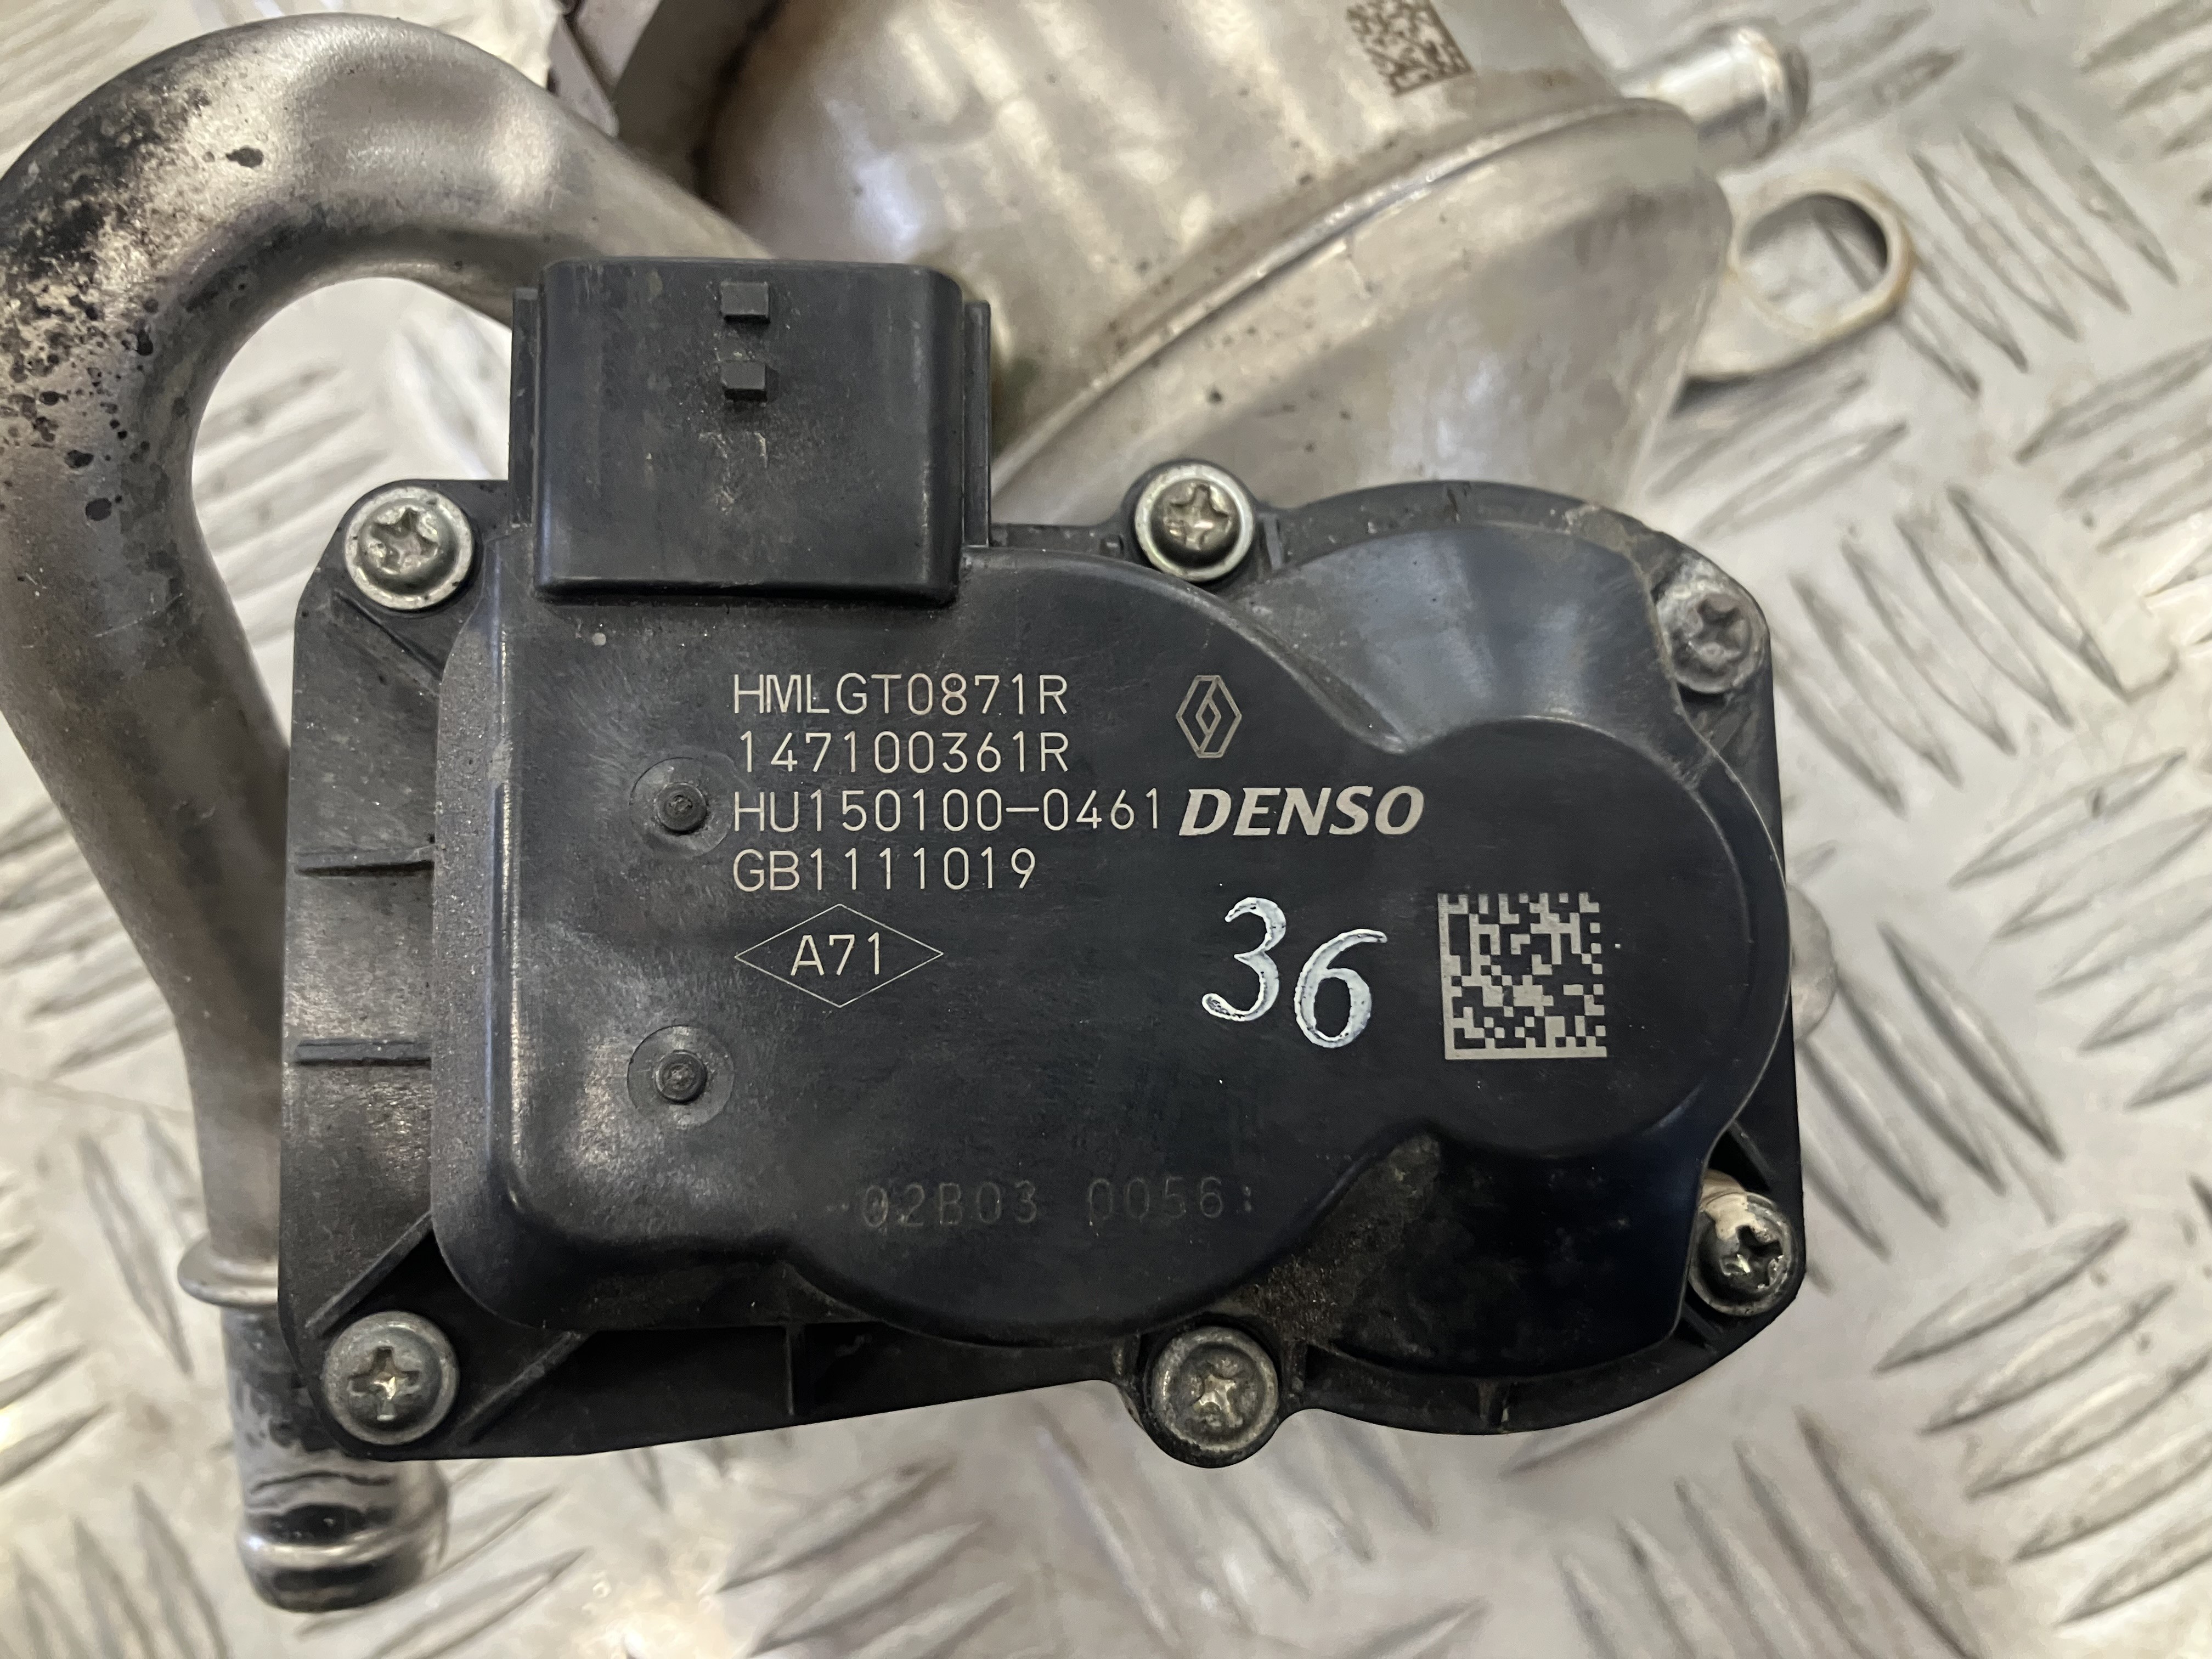 HMLGT0871R
147100361R
HU150100-0461 DENSO
GB1111019
A71
36
02B03 0056